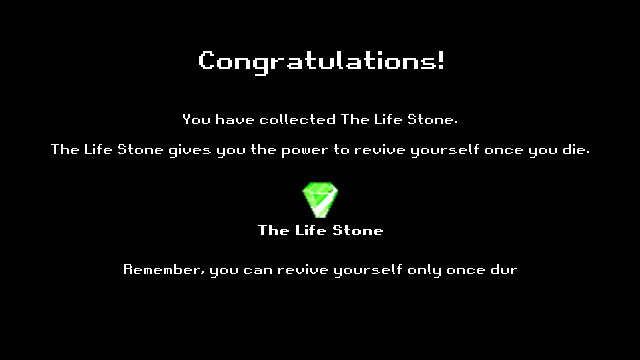 Congratulations!
You have collected The Life Stone.
The Life Stone gives you the power to revive yourself once you die.
The Life Stone
Remember, you can revive yourself only once dur